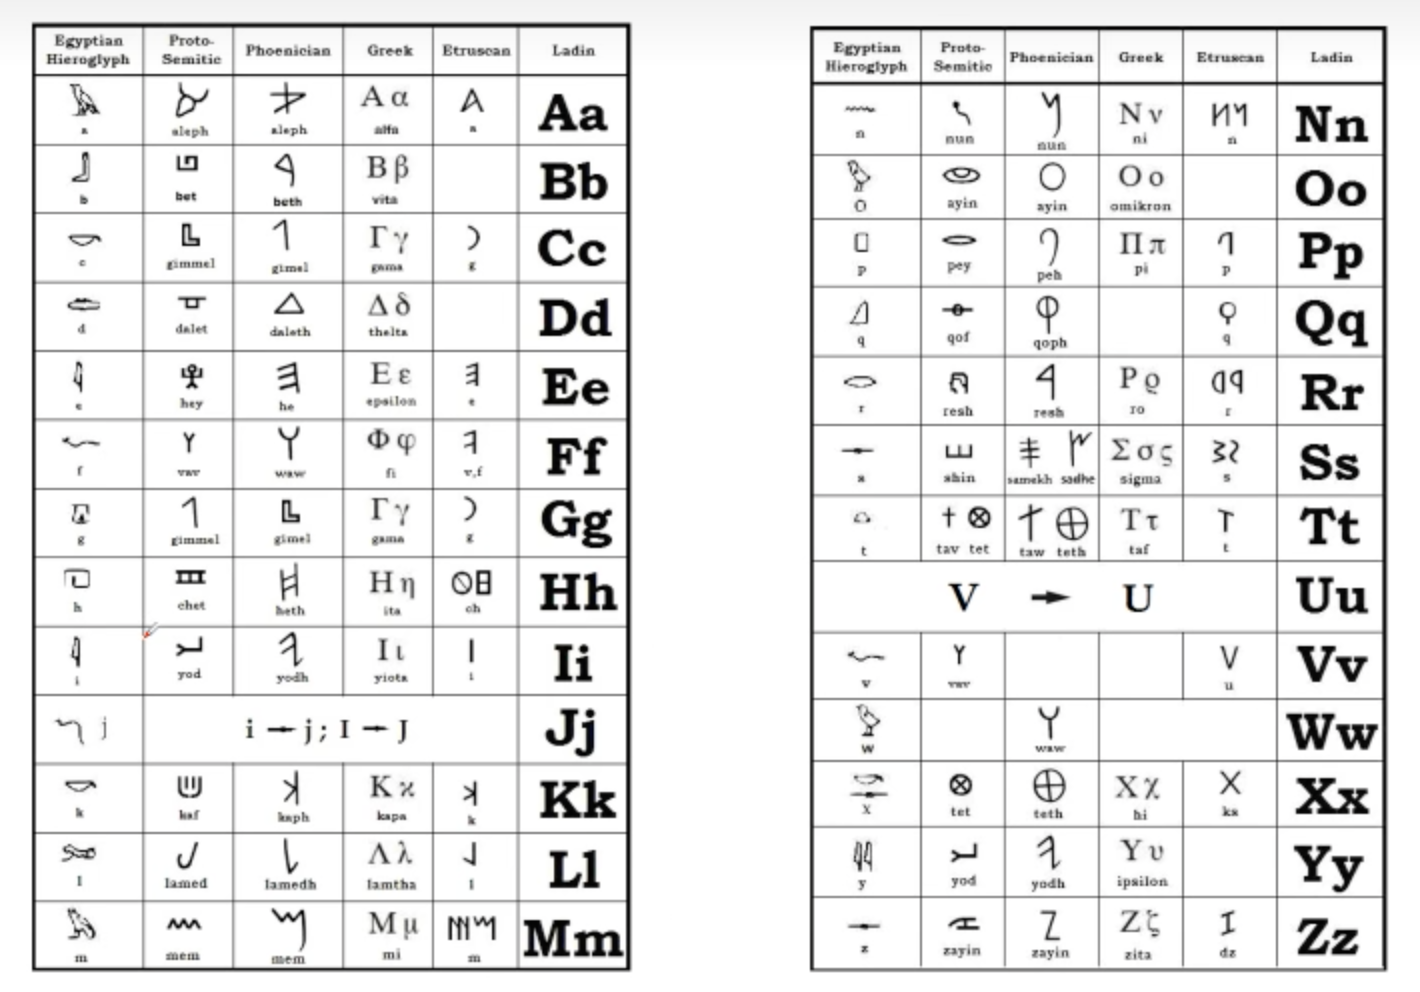 Egyptian Hieroglyph Proto-Semitic Phoenician Greek Etruscan Ladin
Α α Aa
a aleph aleph alfa a
Β β Bb
b bet beth vita
Γ γ Cc
c gimmel gimel gama g
Δ δ Dd
d dalet daleth thelta
Ε ε Ee
e hey he epsilon e
Φ φ Ff
f vav waw fi v,f
Γ γ Gg
g gimmel gimel gama g
Η η Hh
h chet heth ita ch
Ι ι Ii
i yod yodh yiota i
j i → j; I → J Jj
Κ ϰ Kk
k kaf kaph kapa k
Λ λ Ll
l lamed lamedh lamtha l
Μ μ Mm
m mem mem mi m
Egyptian Hieroglyph Proto-Semitic Phoenician Greek Etruscan Ladin
Ν ν Nn
n nun nun ni n
Ο ο Oo
O ayin ayin omikron
Π π Pp
p pey peh pi p
Qq
q qof qoph q
Ρ ϱ Rr
r resh resh ro r
Σ σ ς Ss
s shin samekh sadhe sigma s
Τ τ Tt
t tav tet taw teth taf t
V → U Uu
V Vv
v vav u
Ww
w waw
Χ χ X Xx
x tet teth hi ks
Υ υ Yy
y yod yodh ipsilon
Ζ ζ Zz
z zayin zayin zita dz